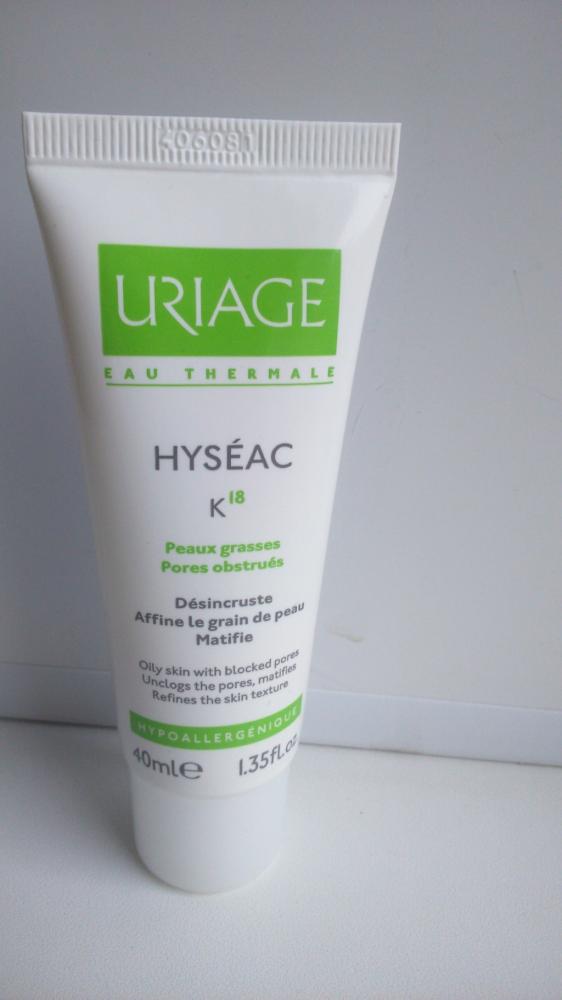 406081
URIAGE
EAU THERMALE
HYSÉAC
K18
Peaux grasses
Pores obstrués
Désincruste
Affine le grain de peau
Matifie
Oily skin with blocked pores
Unclogs the pores, matifies
Refines the skin texture
HYPOALLERGÉNIQUE
40ml℮ 1.35fl.oz